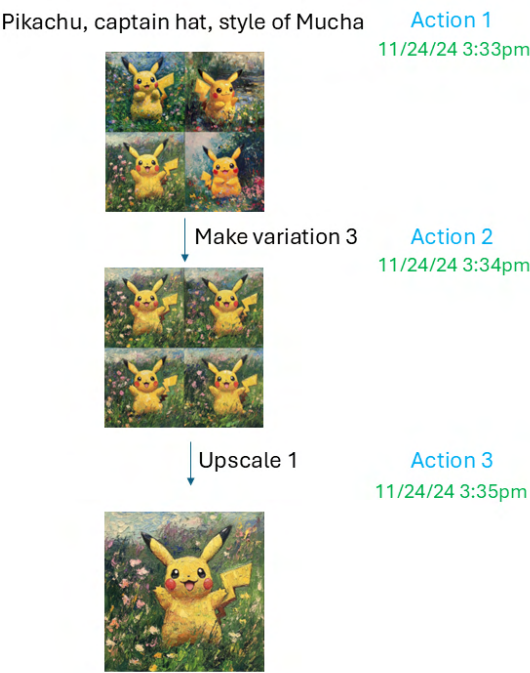 Pikachu, captain hat, style of Mucha
Action 1
11/24/24 3:33pm
Make variation 3
Action 2
11/24/24 3:34pm
Upscale 1
Action 3
11/24/24 3:35pm